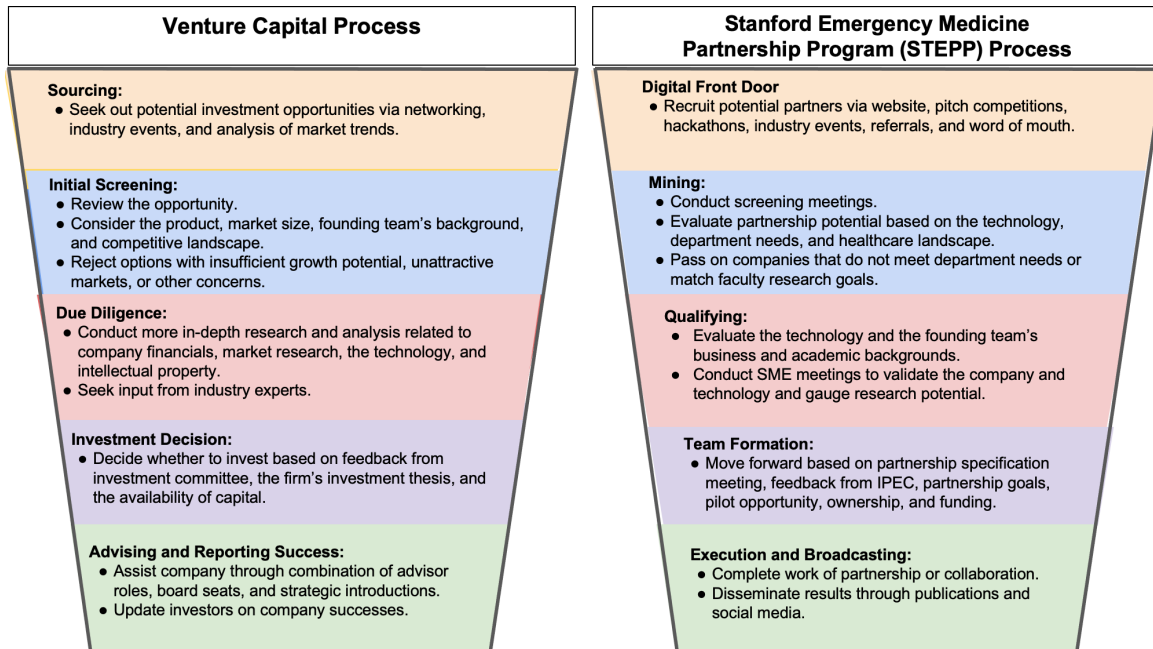 Venture Capital Process
Sourcing:
● Seek out potential investment opportunities via networking,
industry events, and analysis of market trends.
Initial Screening:
● Review the opportunity.
● Consider the product, market size, founding team's background,
and competitive landscape.
● Reject options with insufficient growth potential, unattractive
markets, or other concerns.
Due Diligence:
● Conduct more in-depth research and analysis related to
company financials, market research, the technology, and
intellectual property.
● Seek input from industry experts.
Investment Decision:
● Decide whether to invest based on feedback from
investment committee, the firm's investment thesis, and
the availability of capital.
Advising and Reporting Success:
● Assist company through combination of advisor
roles, board seats, and strategic introductions.
● Update investors on company successes.
Stanford Emergency Medicine
Partnership Program (STEPP) Process
Digital Front Door
● Recruit potential partners via website, pitch competitions,
hackathons, industry events, referrals, and word of mouth.
Mining:
● Conduct screening meetings.
● Evaluate partnership potential based on the technology,
department needs, and healthcare landscape.
● Pass on companies that do not meet department needs or
match faculty research goals.
Qualifying:
● Evaluate the technology and the founding team's
business and academic backgrounds.
● Conduct SME meetings to validate the company and
technology and gauge research potential.
Team Formation:
● Move forward based on partnership specification
meeting, feedback from IPEC, partnership goals,
pilot opportunity, ownership, and funding.
Execution and Broadcasting:
● Complete work of partnership or collaboration.
● Disseminate results through publications and
social media.